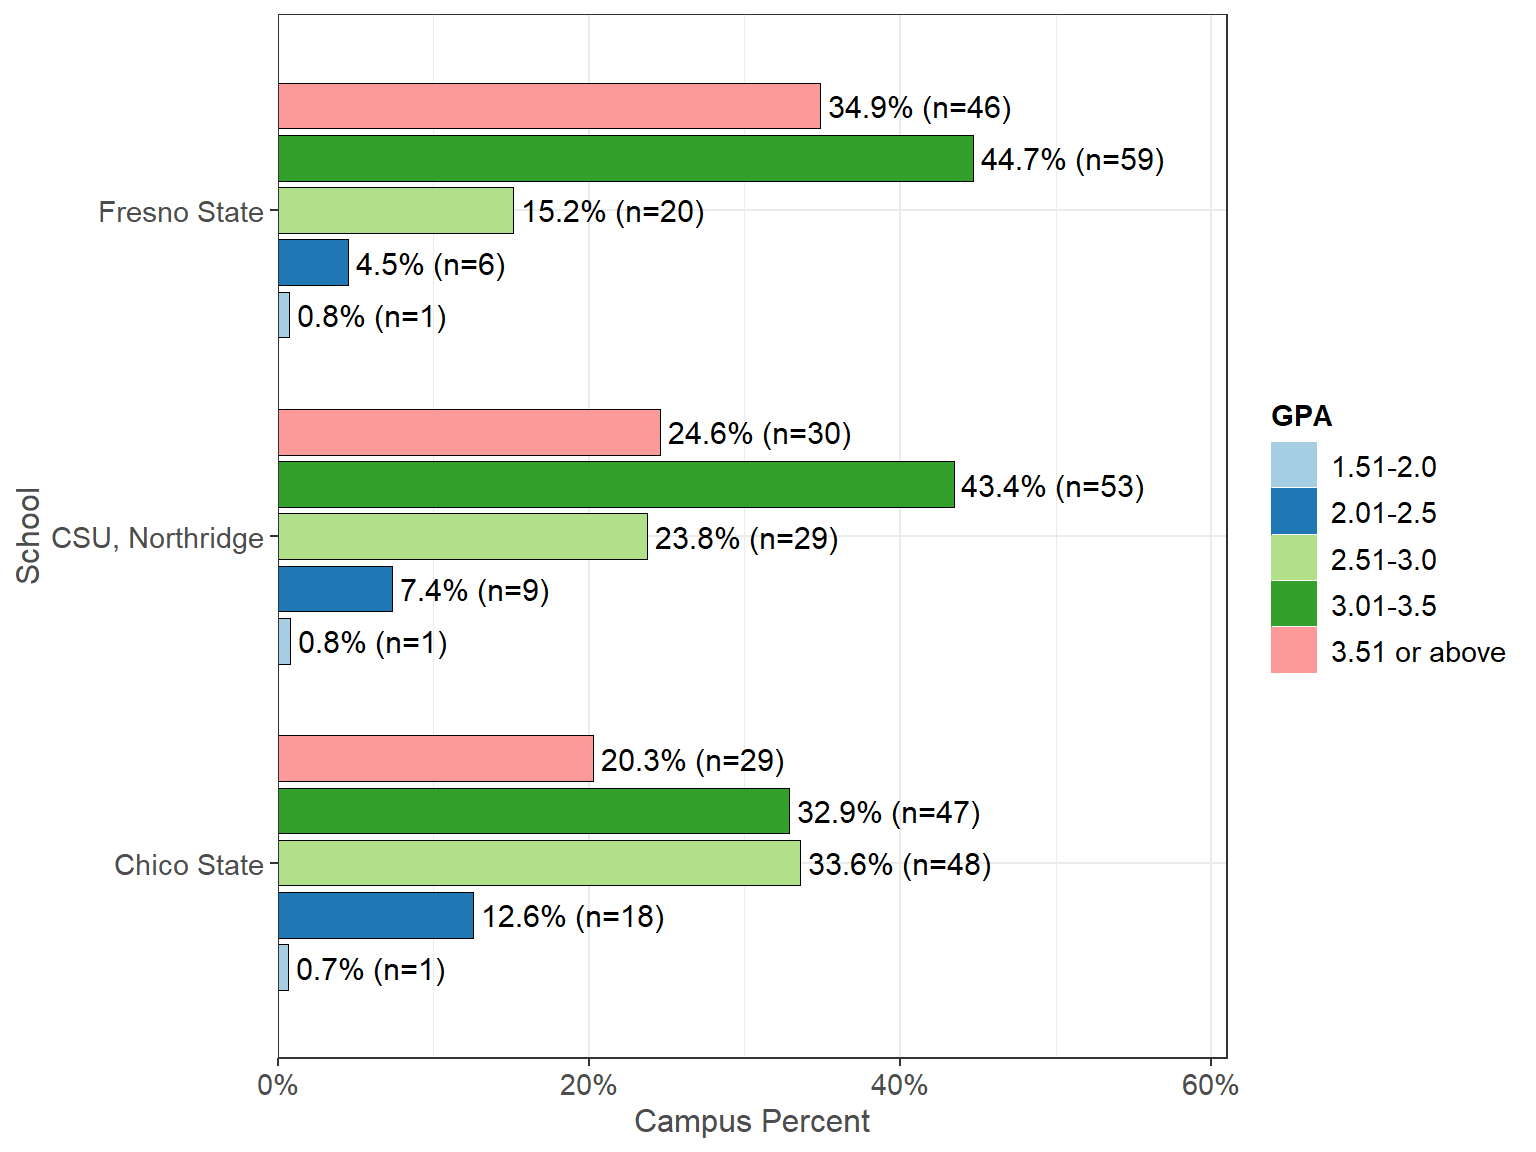 34.9% (n=46)
44.7% (n=59)
Fresno State
15.2% (n=20)
4.5% (n=6)
0.8% (n=1)
24.6% (n=30)
43.4% (n=53)
School
CSU, Northridge
23.8% (n=29)
7.4% (n=9)
0.8% (n=1)
20.3% (n=29)
32.9% (n=47)
Chico State
33.6% (n=48)
12.6% (n=18)
0.7% (n=1)
0%
20%
40%
60%
Campus Percent
GPA
1.51-2.0
2.01-2.5
2.51-3.0
3.01-3.5
3.51 or above